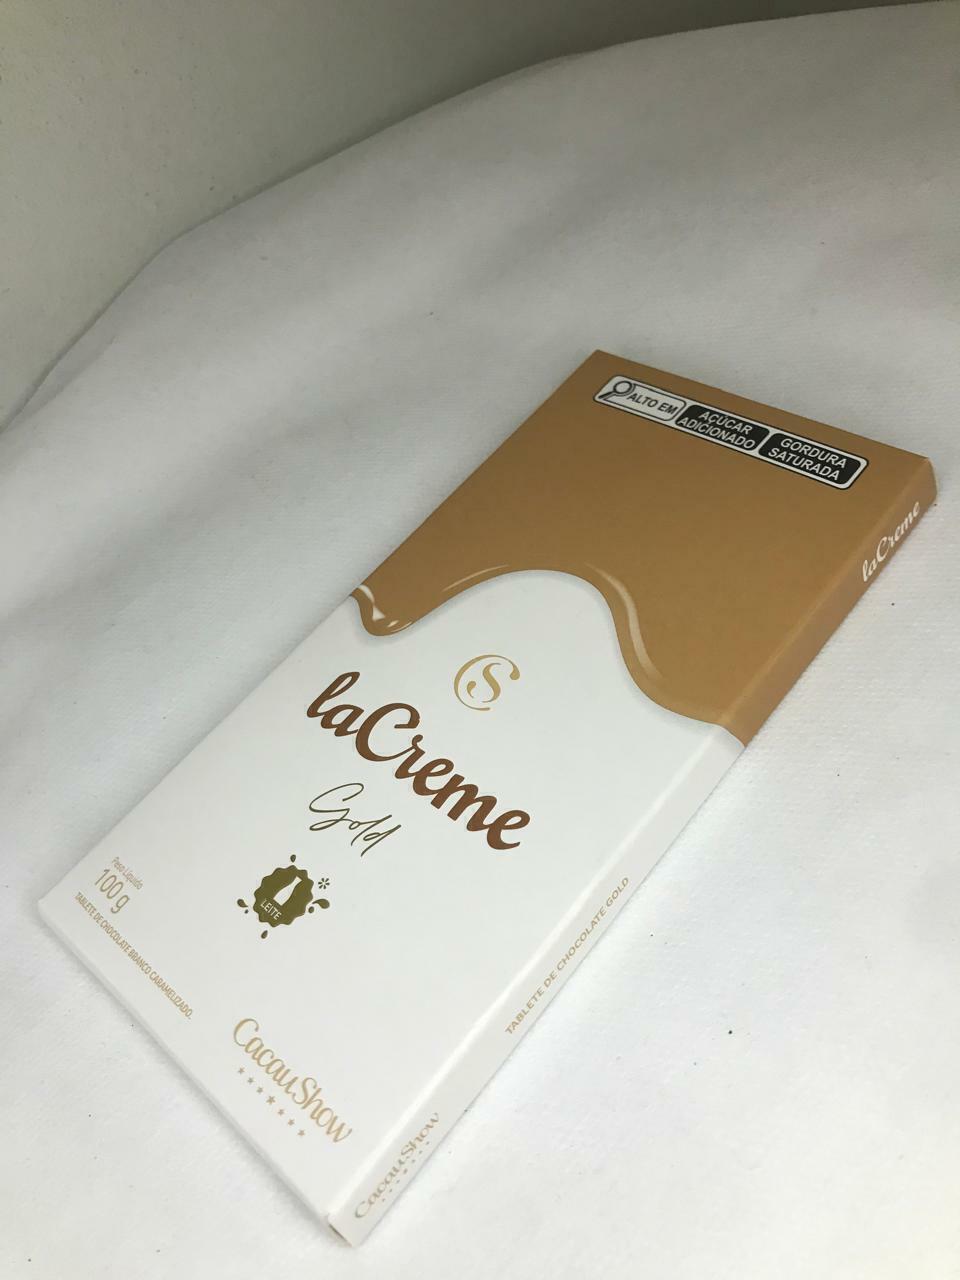 ALTO EM
AÇÚCAR
ADICIONADO
GORDURA
SATURADA
laCreme
CS
laCreme
Gold
LEITE
Peso Líquido
100 g
TABLETE DE CHOCOLATE BRANCO CARAMELIZADO.
CacauShow
TABLETE DE CHOCOLATE GOLD
CacauShow